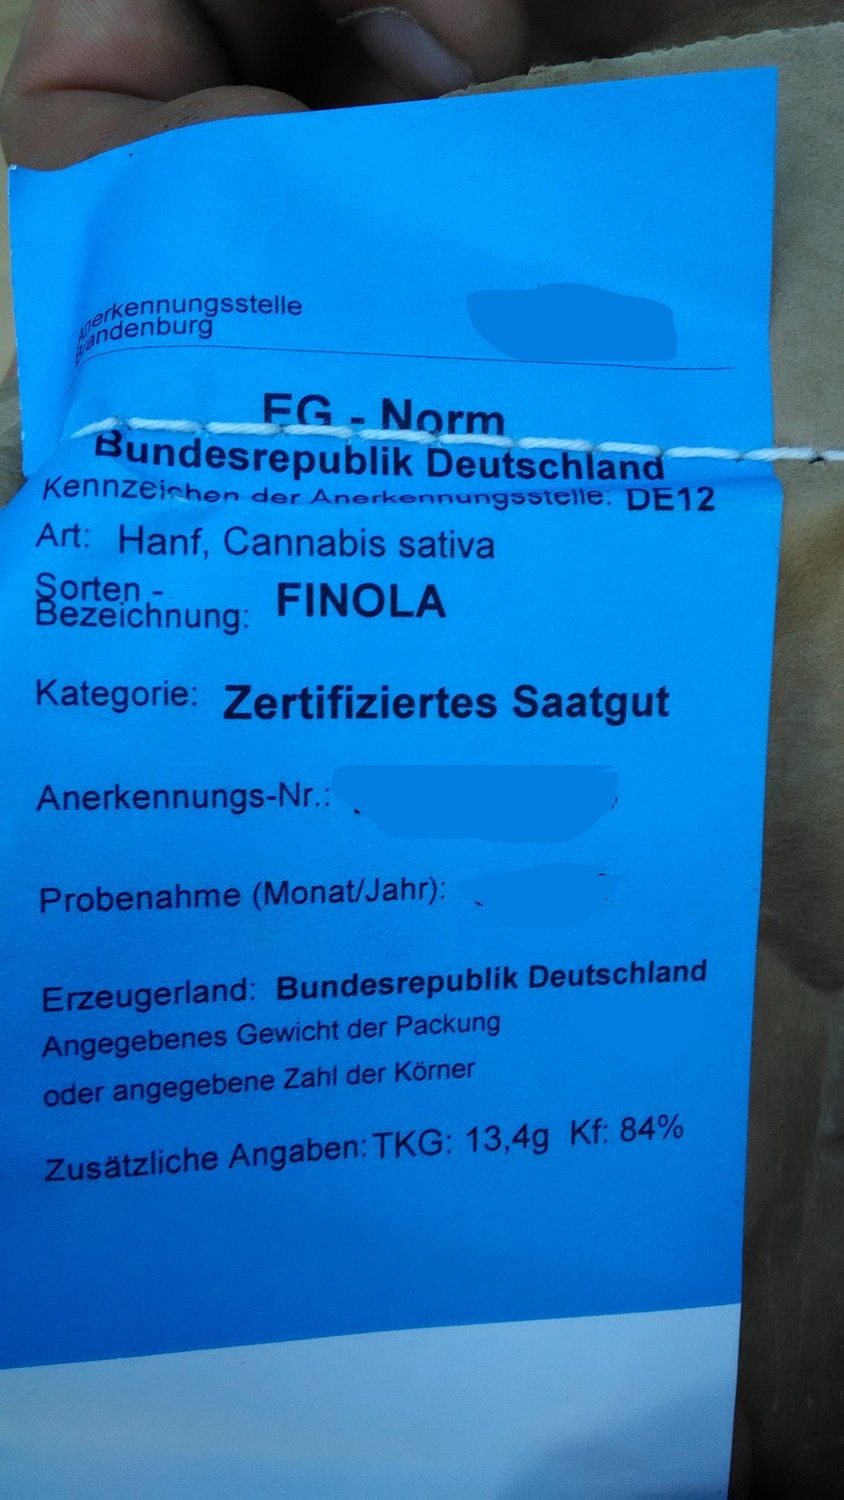 Anerkennungsstelle
Brandenburg
EG - Norm
Bundesrepublik Deutschland
Kennzeichen der Anerkennungsstelle: DE12
Art: Hanf, Cannabis sativa
Sorten -
Bezeichnung: FINOLA
Kategorie: Zertifiziertes Saatgut
Anerkennungs-Nr.:
Probenahme (Monat/Jahr):
Erzeugerland: Bundesrepublik Deutschland
Angegebenes Gewicht der Packung
oder angegebene Zahl der Körner
Zusätzliche Angaben: TKG: 13,4g Kf: 84%